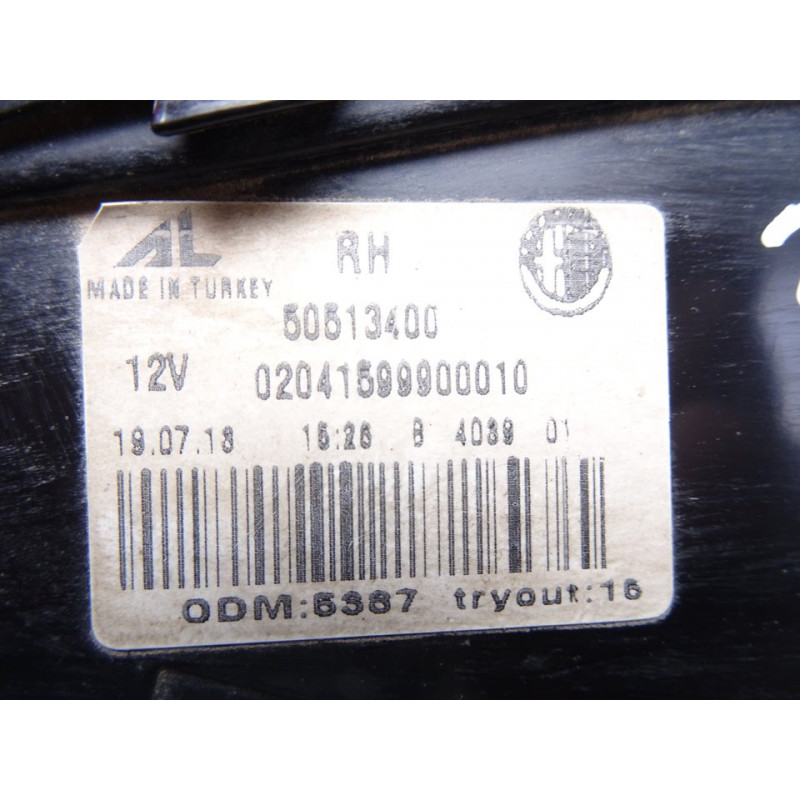 AL RH
MADE IN TURKEY
50513400
12V 02041599900010
19.07.13 15:26 B 4039 01
ODM:5387 tryout:15